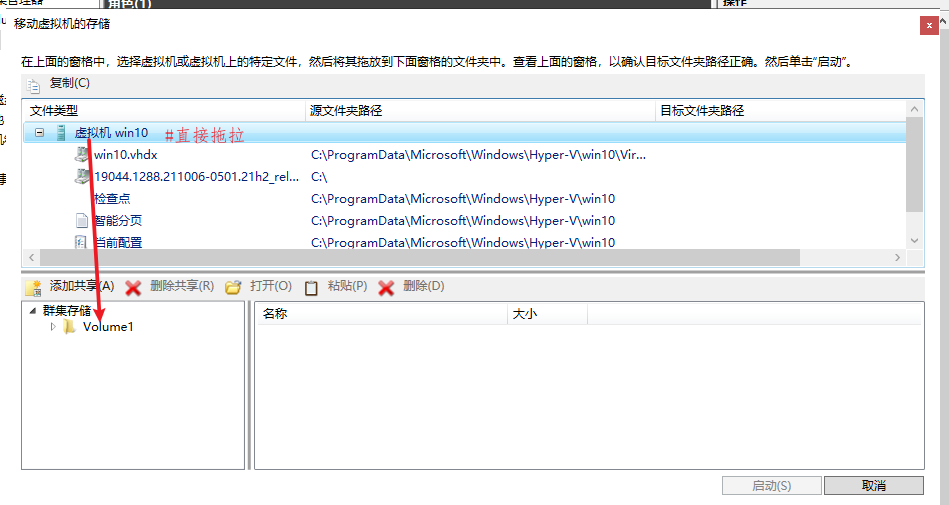 角色(1)
操作
移动虚拟机的存储
在上面的窗格中，选择虚拟机或虚拟机上的特定文件，然后将其拖放到下面窗格的文件夹中。查看上面的窗格，以确认目标文件夹路径正确。然后单击“启动”。
复制(C)
文件类型 源文件夹路径 目标文件夹路径
虚拟机 win10 #直接拖拉
win10.vhdx C:\ProgramData\Microsoft\Windows\Hyper-V\win10\Vir...
19044.1288.211006-0501.21h2_rel... C:\
检查点 C:\ProgramData\Microsoft\Windows\Hyper-V\win10
智能分页 C:\ProgramData\Microsoft\Windows\Hyper-V\win10
当前配置 C:\ProgramData\Microsoft\Windows\Hyper-V\win10
添加共享(A) 删除共享(R) 打开(O) 粘贴(P) 删除(D)
群集存储 名称 大小
Volume1
启动(S) 取消